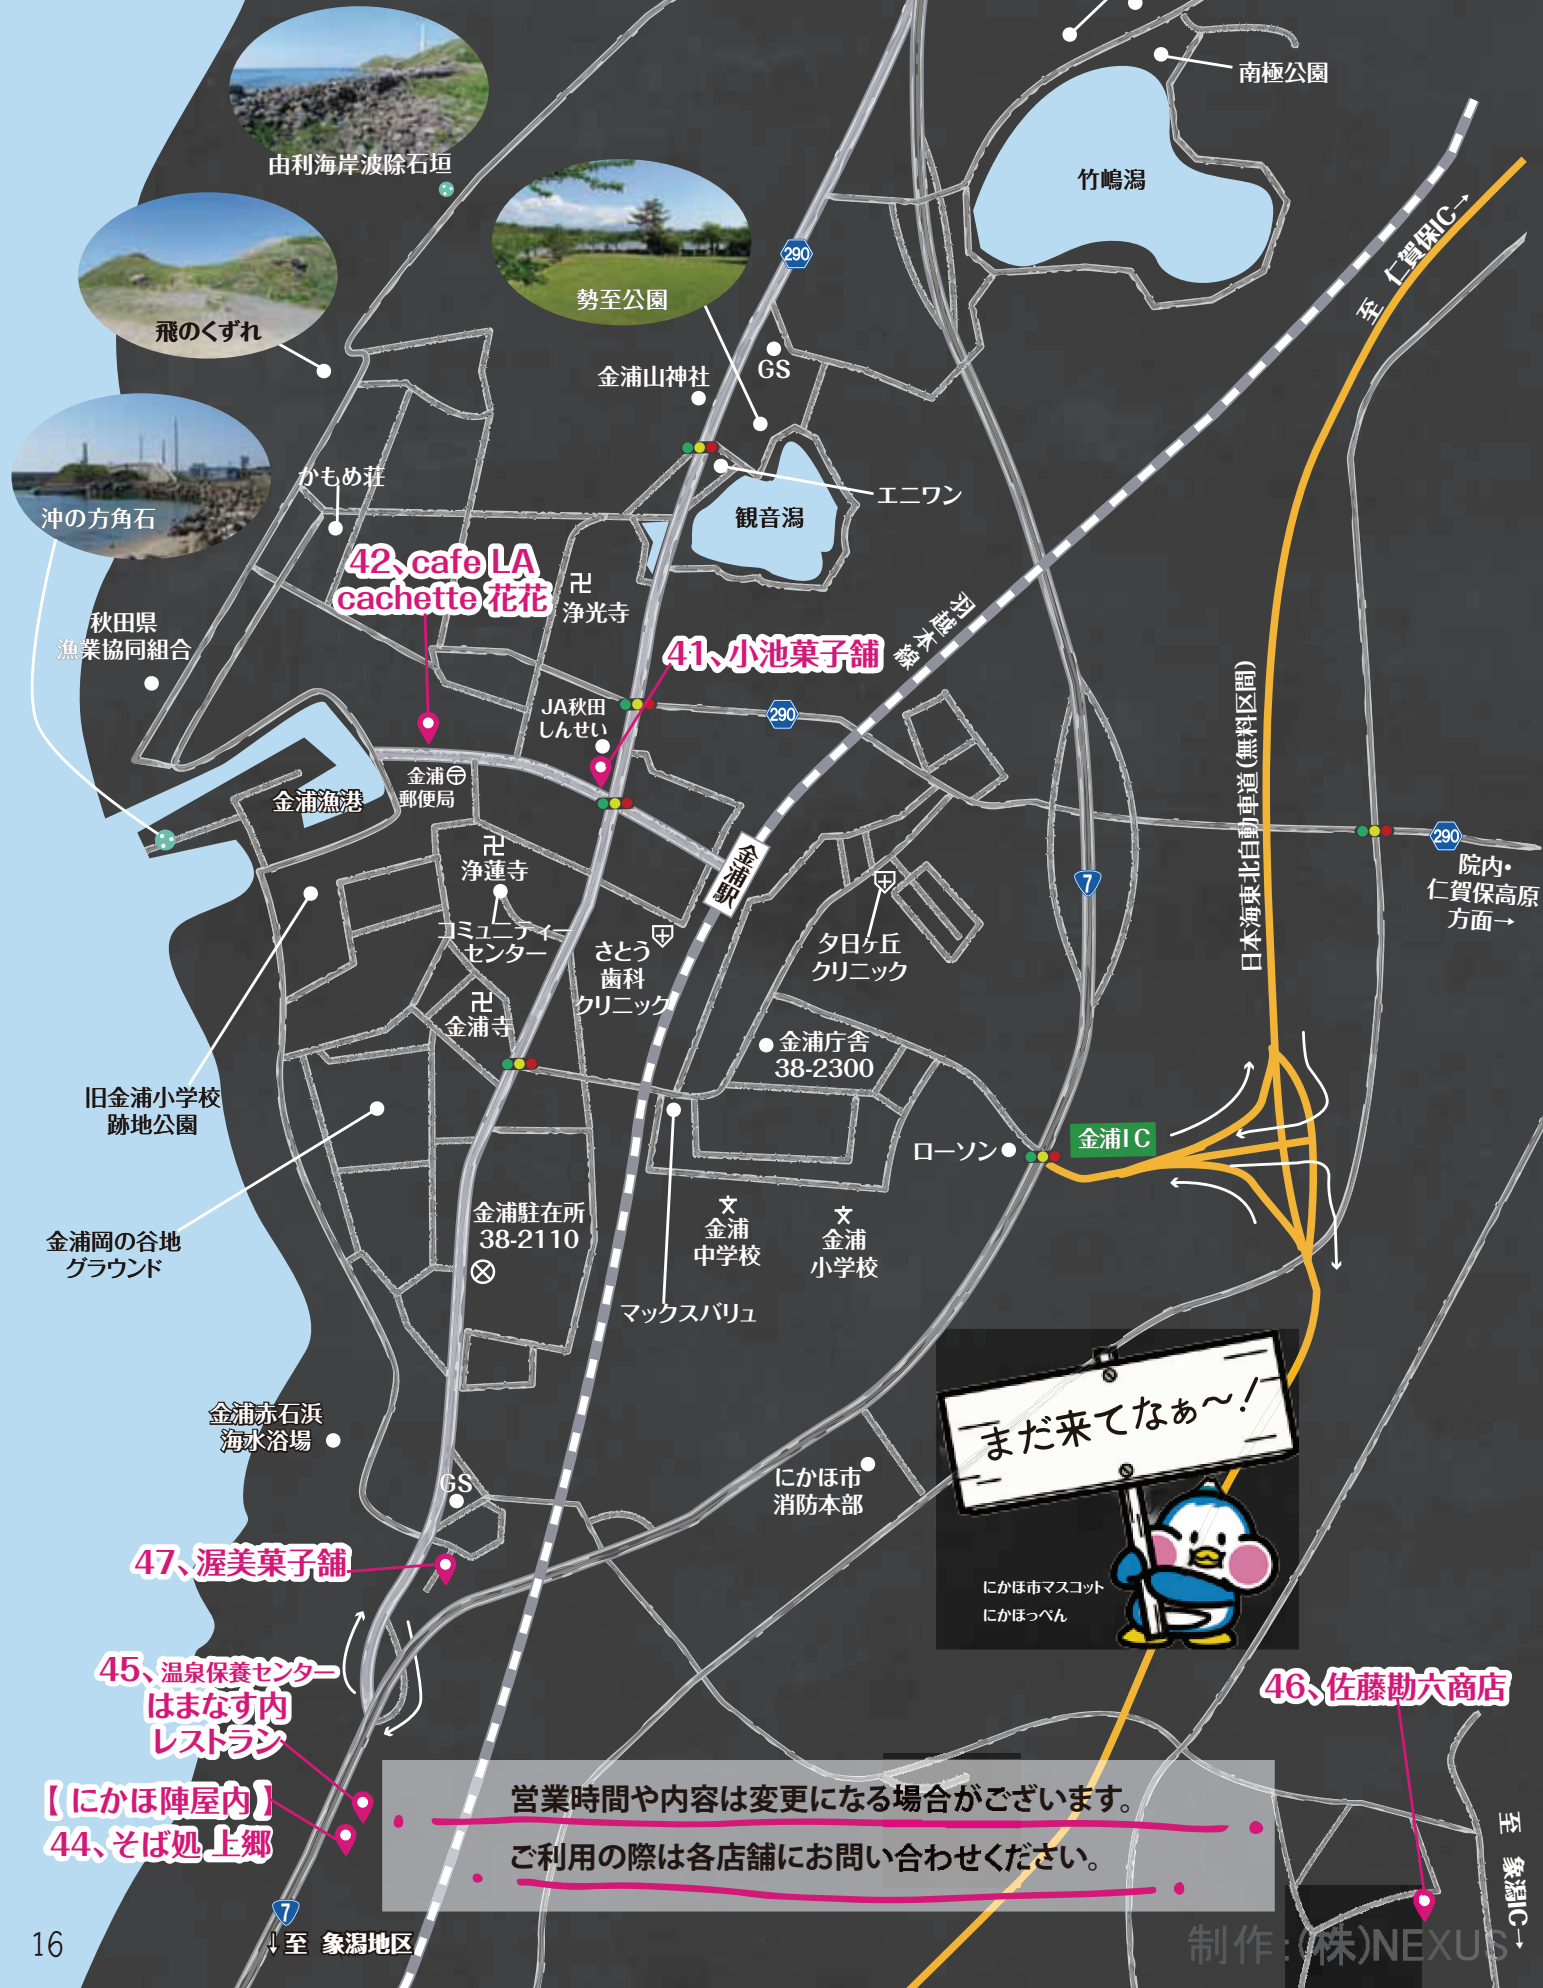 南極公園
由利海岸波除石垣
竹嶋潟
至 仁賀保IC→
290
飛のくずれ
勢至公園
金浦山神社
GS
かもめ荘
沖の方角石
エニワン
観音潟
42、cafe LA
cachette 花花
卍
浄光寺
羽越本線
秋田県
漁業協同組合
41、小池菓子舗
JA秋田
しんせい
290
金浦〒
郵便局
金浦漁港
日本海東北自動車道(無料区間)
290
院内・
仁賀保高原
方面→
金浦駅
7
卍
浄蓮寺
コミュニティー
センター
さとう
歯科
クリニック
夕日ヶ丘
クリニック
卍
金浦寺
金浦庁舎
38-2300
旧金浦小学校
跡地公園
ローソン
金浦IC
金浦駐在所
38-2110
文
金浦
中学校
文
金浦
小学校
金浦岡の谷地
グラウンド
マックスバリュ
まだ来てなぁ〜!
金浦赤石浜
海水浴場
GS
にかほ市
消防本部
47、渥美菓子舗
にかほ市マスコット
にかほっぺん
45、温泉保養センター
はまなす内
レストラン
46、佐藤勘六商店
【にかほ陣屋内】
44、そば処 上郷
営業時間や内容は変更になる場合がございます。
ご利用の際は各店舗にお問い合わせください。
至 象潟IC→
7
↓至 象潟地区
16
制作:(株)NEXUS